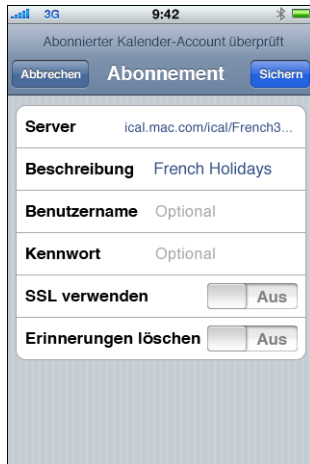 3G 9:42
Abonnierter Kalender-Account überprüft
Abbrechen Abonnement Sichern
Server ical.mac.com/ical/French3...
Beschreibung French Holidays
Benutzername Optional
Kennwort Optional
SSL verwenden Aus
Erinnerungen löschen Aus